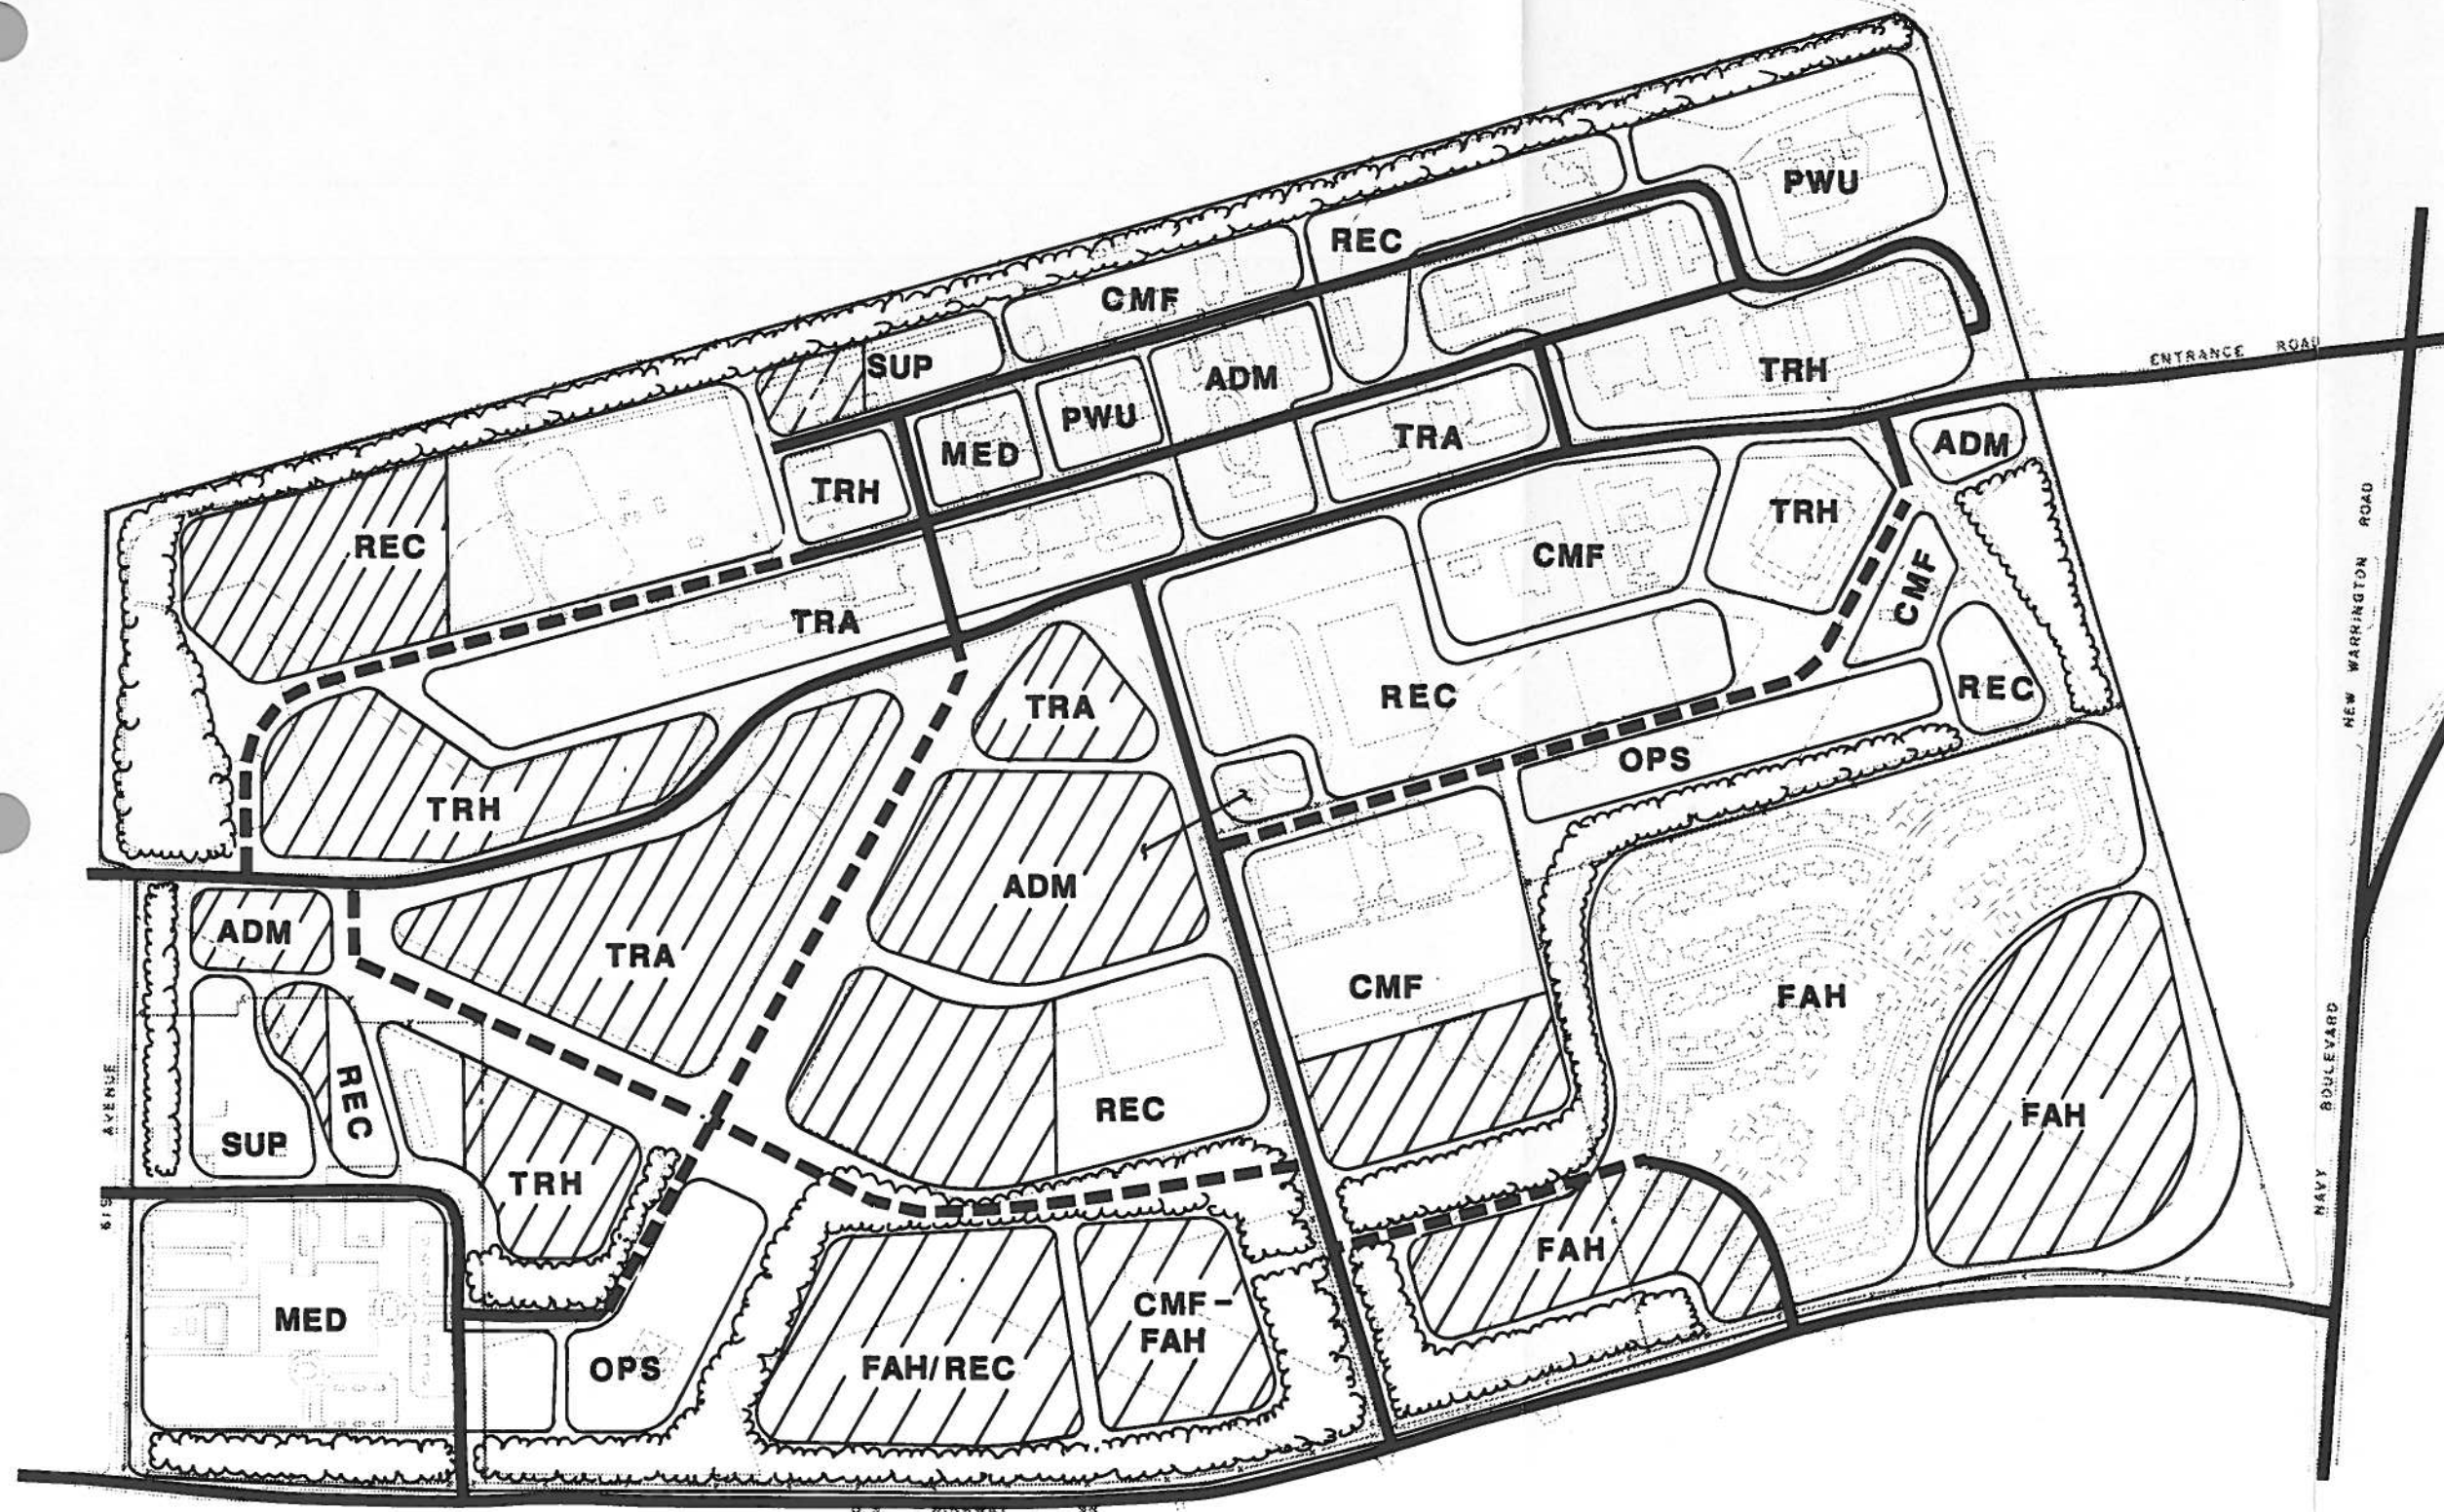 PWU
REC
CMF
SUP
ADM
TRH
PWU
MED
TRA
TRH
ENTRANCE ROAD
ADM
TRH
REC
TRH
CMF
CMF
TRA
REC
TRA
REC
OPS
TRH
NEW WARRINGTON ROAD
ADM
ADM
TRA
CMF
FAH
REC
SUP
REC
FAH
TRH
FAH
AVENUE
NAVY BOULEVARD
MED
OPS
FAH/REC
CMF-
FAH